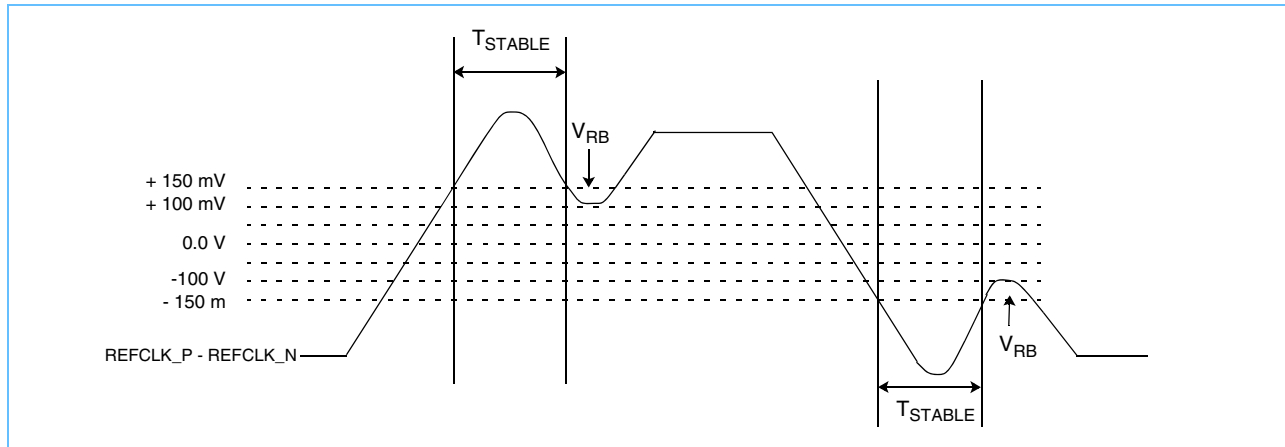 TSTABLE
VRB
+ 150 mV
+ 100 mV
0.0 V
-100 V
- 150 m
REFCLK_P - REFCLK_N
VRB
TSTABLE